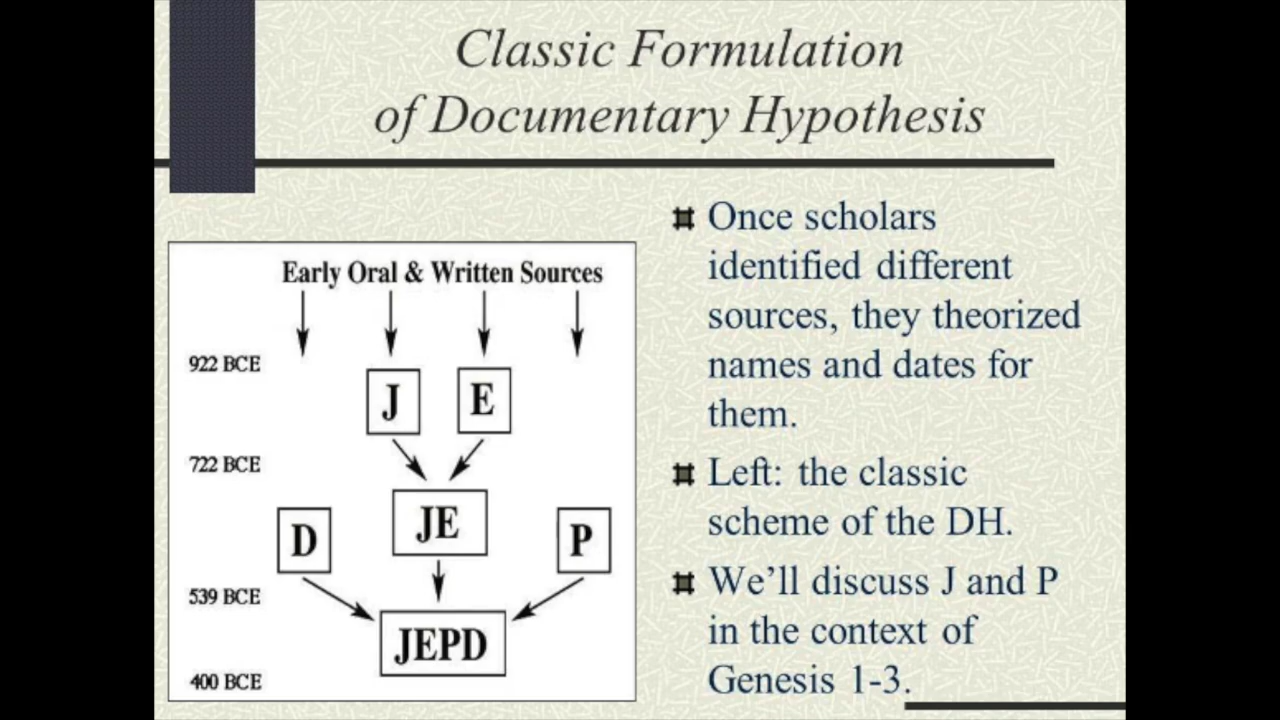 Classic Formulation
of Documentary Hypothesis
Early Oral & Written Sources
922 BCE
J
E
722 BCE
D
JE
P
539 BCE
JEPD
400 BCE
Once scholars
identified different
sources, they theorized
names and dates for
them.
Left: the classic
scheme of the DH.
We’ll discuss J and P
in the context of
Genesis 1-3.